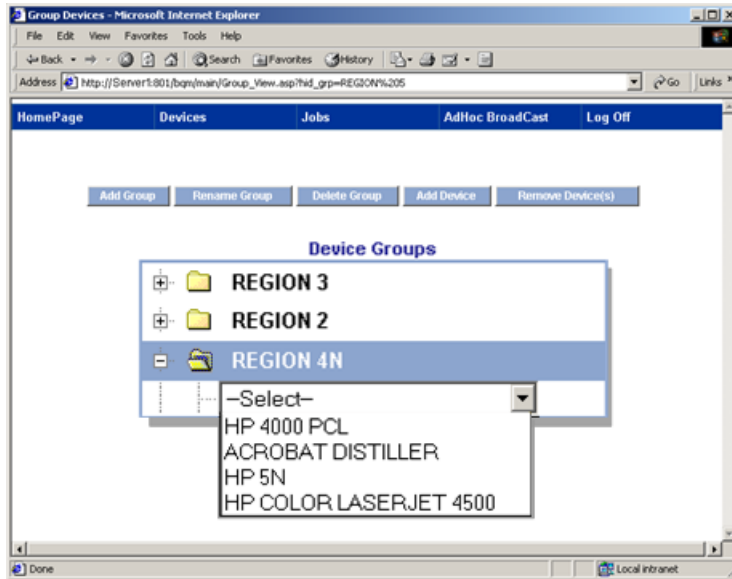 Group Devices - Microsoft Internet Explorer
File Edit View Favorites Tools Help
Back Search Favorites History
Address http://Server1:801/bqm/main/Group_View.asp?hid_grp=REGION%205 Go Links
HomePage Devices Jobs AdHoc BroadCast Log Off
Add Group Rename Group Delete Group Add Device Remove Device(s)
Device Groups
REGION 3
REGION 2
REGION 4N
--Select--
HP 4000 PCL
ACROBAT DISTILLER
HP 5N
HP COLOR LASERJET 4500
Done Local intranet